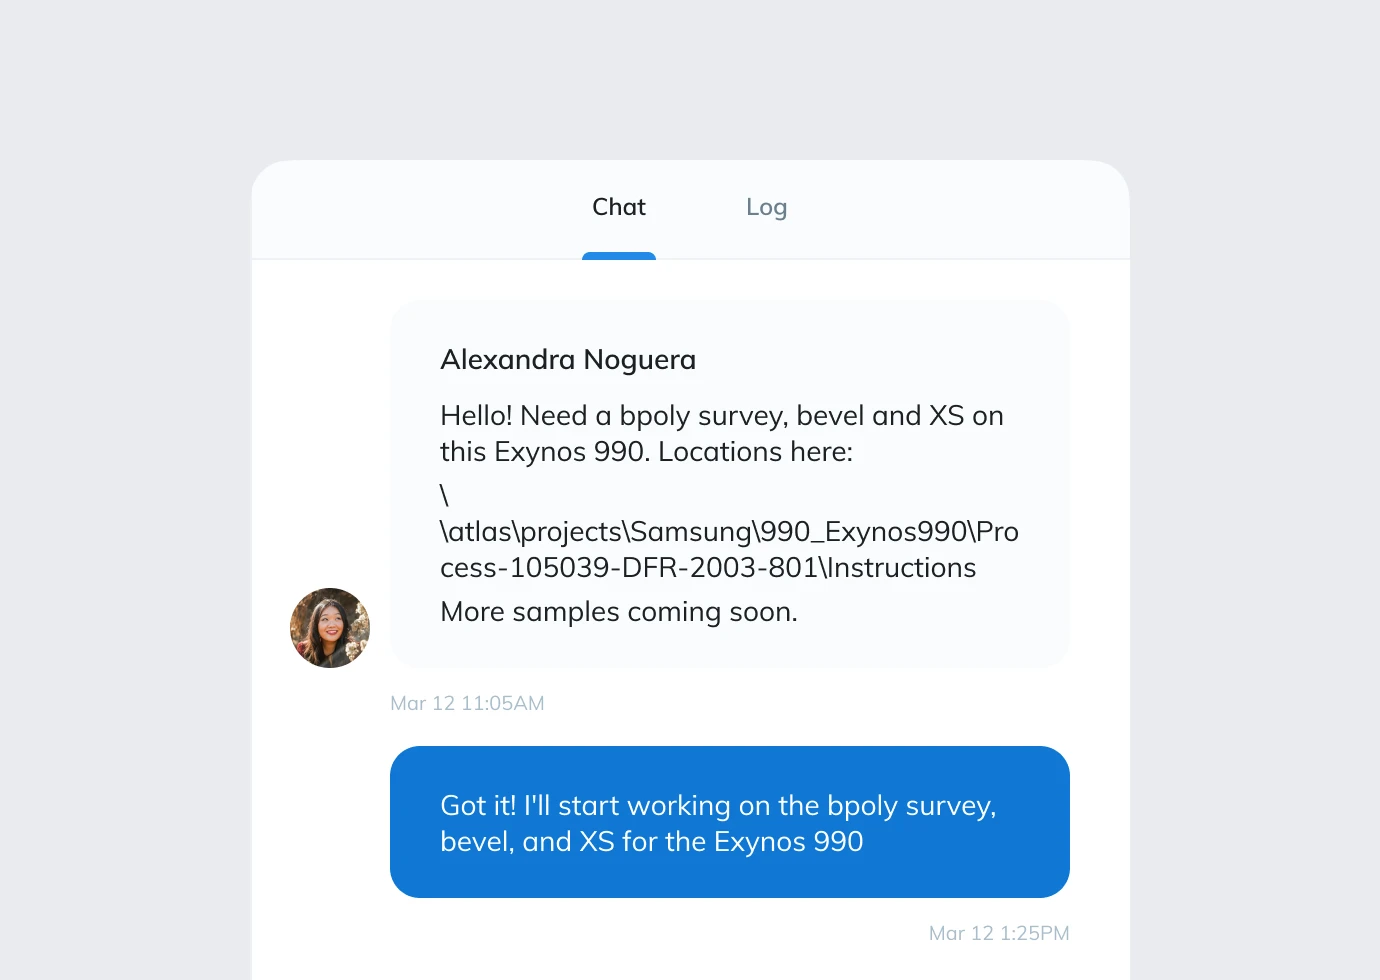 Chat Log
Alexandra Noguera
Hello! Need a bpoly survey, bevel and XS on
this Exynos 990. Locations here:
\
\atlas\projects\Samsung\990_Exynos990\Pro
cess-105039-DFR-2003-801\Instructions
More samples coming soon.
Mar 12 11:05AM
Got it! I'll start working on the bpoly survey,
bevel, and XS for the Exynos 990
Mar 12 1:25PM